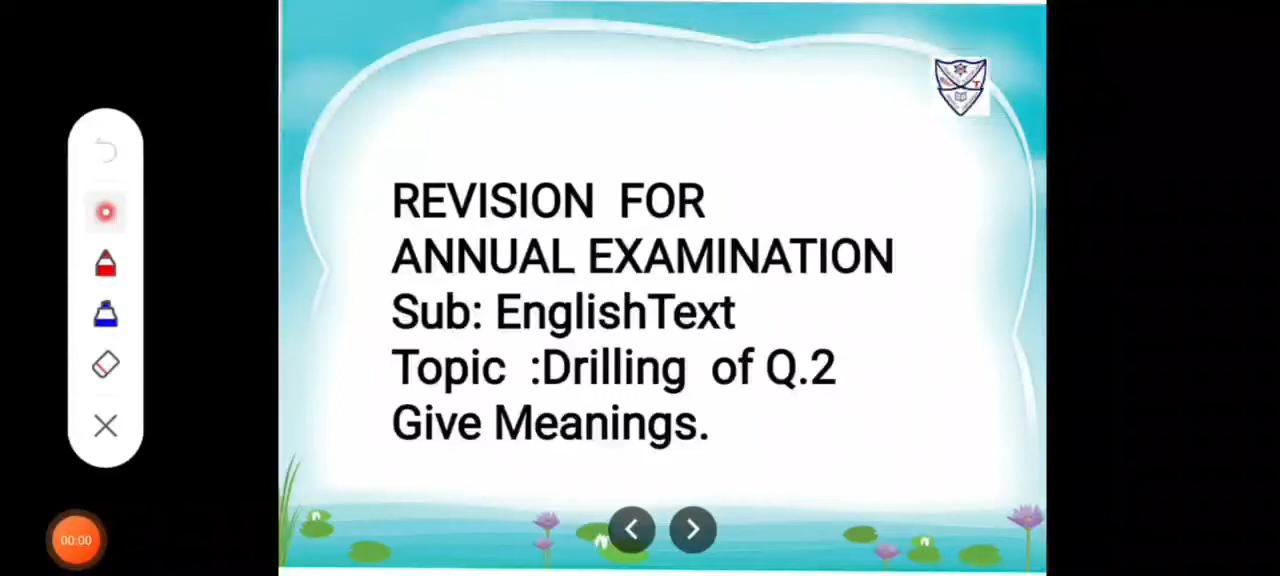 REVISION FOR
ANNUAL EXAMINATION
Sub: EnglishText
Topic :Drilling of Q.2
Give Meanings.
00:00